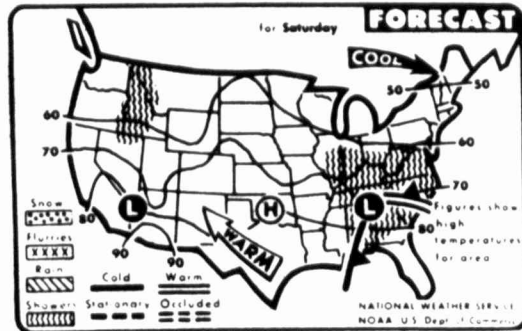 FORECAST
for Saturday
COOL
50
50
60
60
70
70
80
80
90
90
L
H
L
WARM
Figures show
high
temperatures
for area
Snow
Flurries
Rain
Showers
Cold
Warm
Stationary
Occluded
NATIONAL WEATHER SERVICE
NOAA U.S. Dept of Commerce